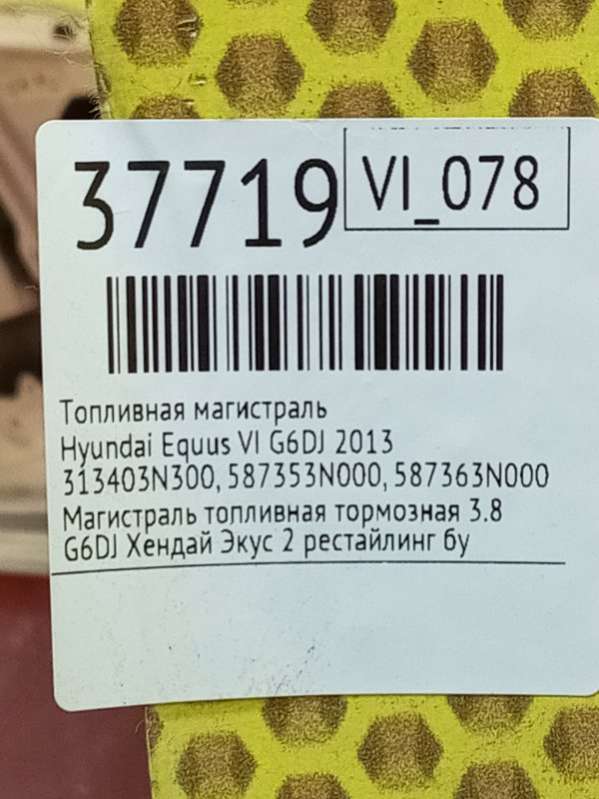 37719
VI_078
Топливная магистраль
Hyundai Equus VI G6DJ 2013
313403N300, 587353N000, 587363N000
Магистраль топливная тормозная 3.8
G6DJ Хендай Экус 2 рестайлинг бу